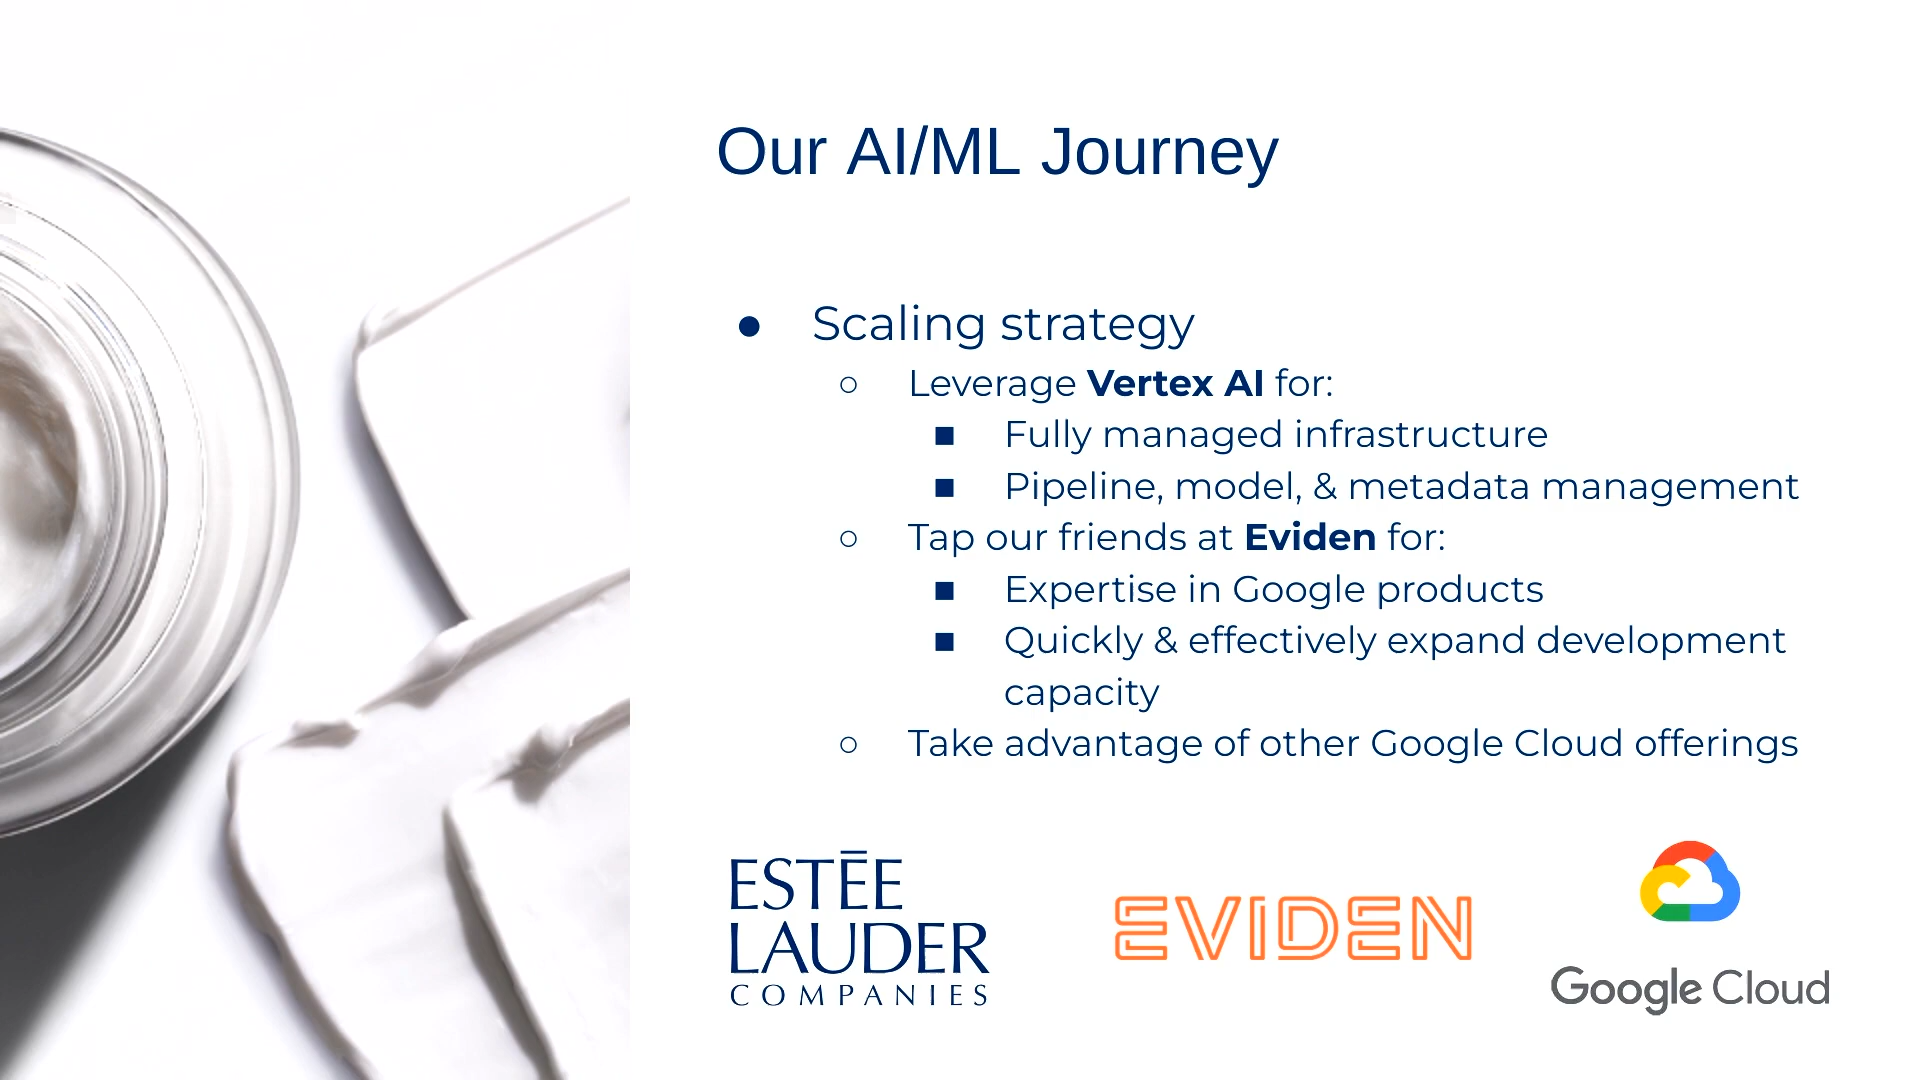 Our AI/ML Journey
● Scaling strategy
○ Leverage Vertex AI for:
■ Fully managed infrastructure
■ Pipeline, model, & metadata management
○ Tap our friends at Eviden for:
■ Expertise in Google products
■ Quickly & effectively expand development
capacity
○ Take advantage of other Google Cloud offerings
ESTĒE
LAUDER
COMPANIES
EVIDEN
Google Cloud